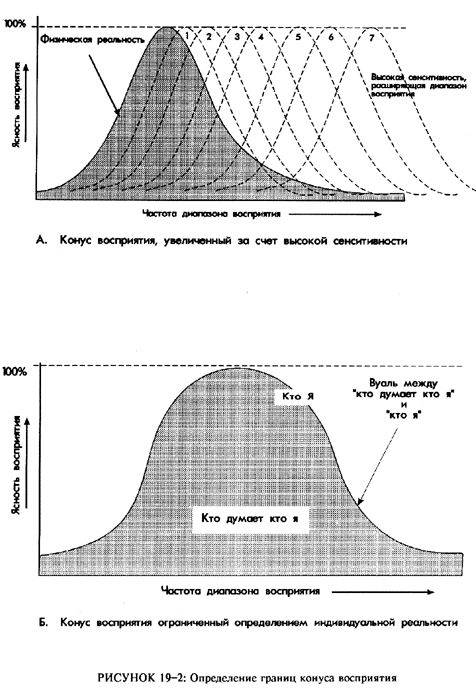 100%
Физическая реальность
1 2 3 4 5 6 7
Высокая сенситивность,
расширяющая диапазон
восприятия
Ясность восприятия
Частота диапазона восприятия
А. Конус восприятия, увеличенный за счет высокой сенситивности
100%
Кто Я
Вуаль между
"кто думает кто я"
и
"кто я"
Ясность восприятия
Кто думает кто я
Частота диапазона восприятия
Б. Конус восприятия ограниченный определением индивидуальной реальности
РИСУНОК 19–2: Определение границ конуса восприятия